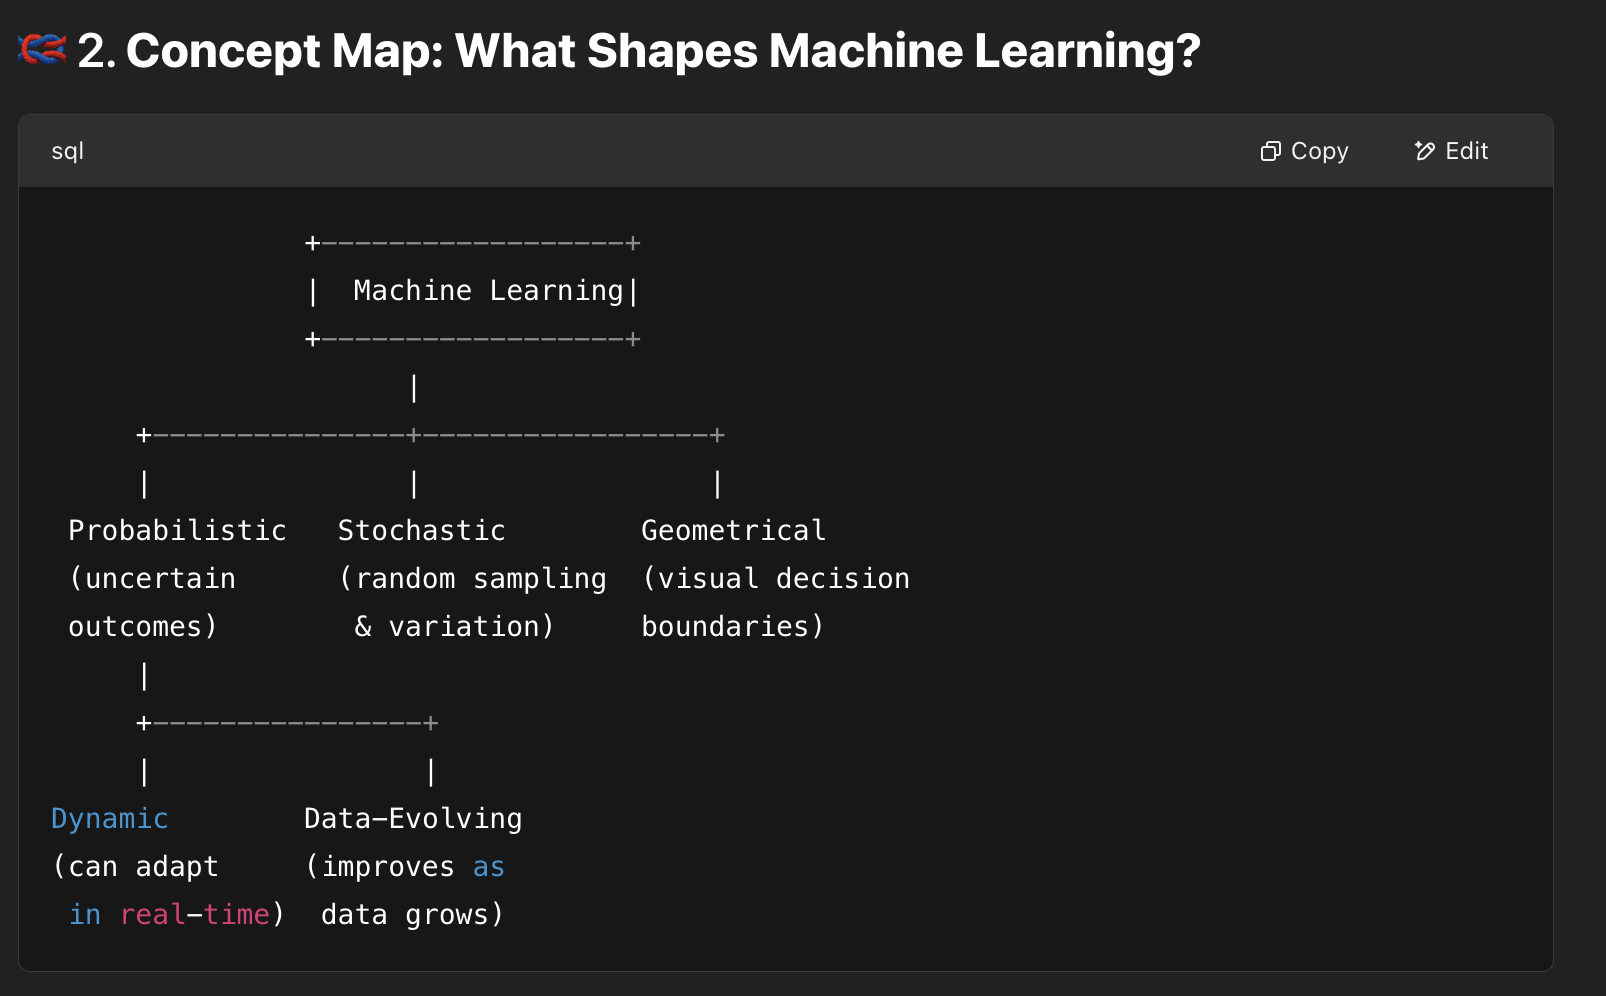 2. Concept Map: What Shapes Machine Learning?
sql
Copy
Edit
+------------------+
|  Machine Learning|
+------------------+
|
+---------------+-----------------+
|               |                 |
Probabilistic   Stochastic        Geometrical
(uncertain      (random sampling  (visual decision
outcomes)        & variation)     boundaries)
|
+----------------+
|                |
Dynamic        Data-Evolving
(can adapt     (improves as
in real-time)  data grows)